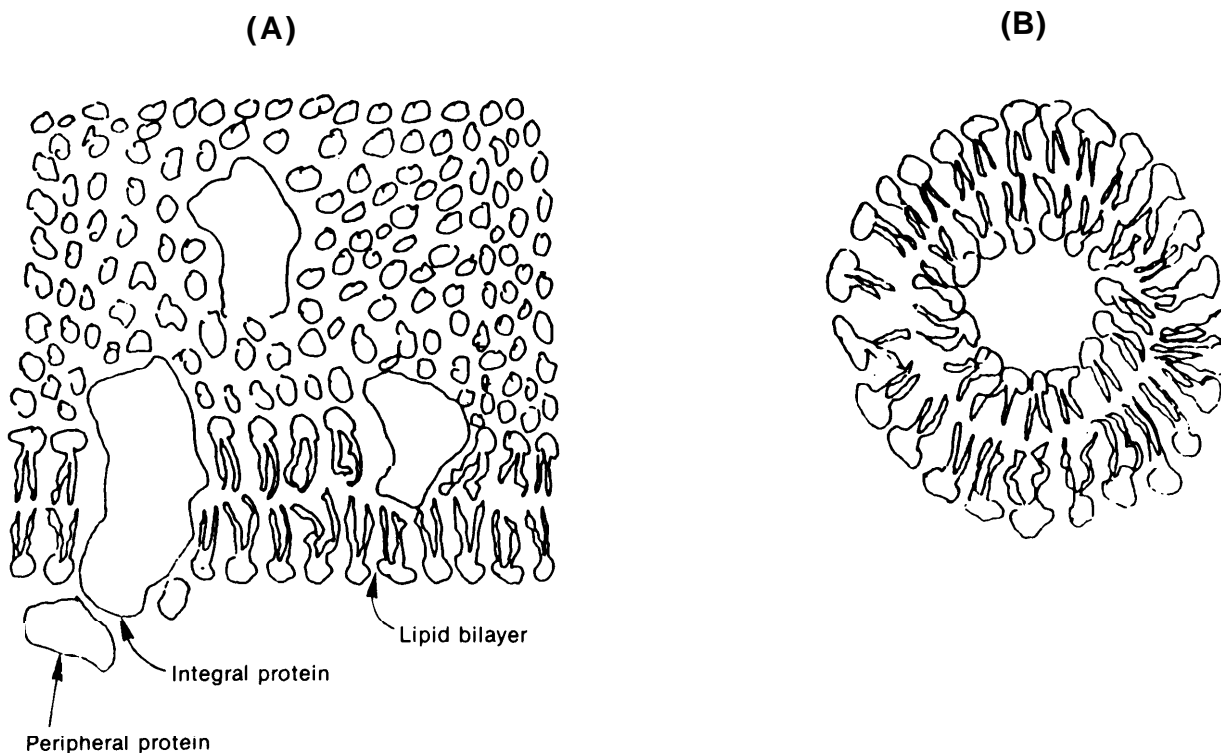 (A)
(B)
Lipid bilayer
Integral protein
Peripheral protein